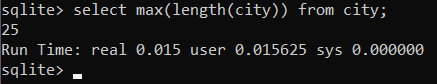 sqlite> select max(length(city)) from city;
25
Run Time: real 0.015 user 0.015625 sys 0.000000
sqlite>